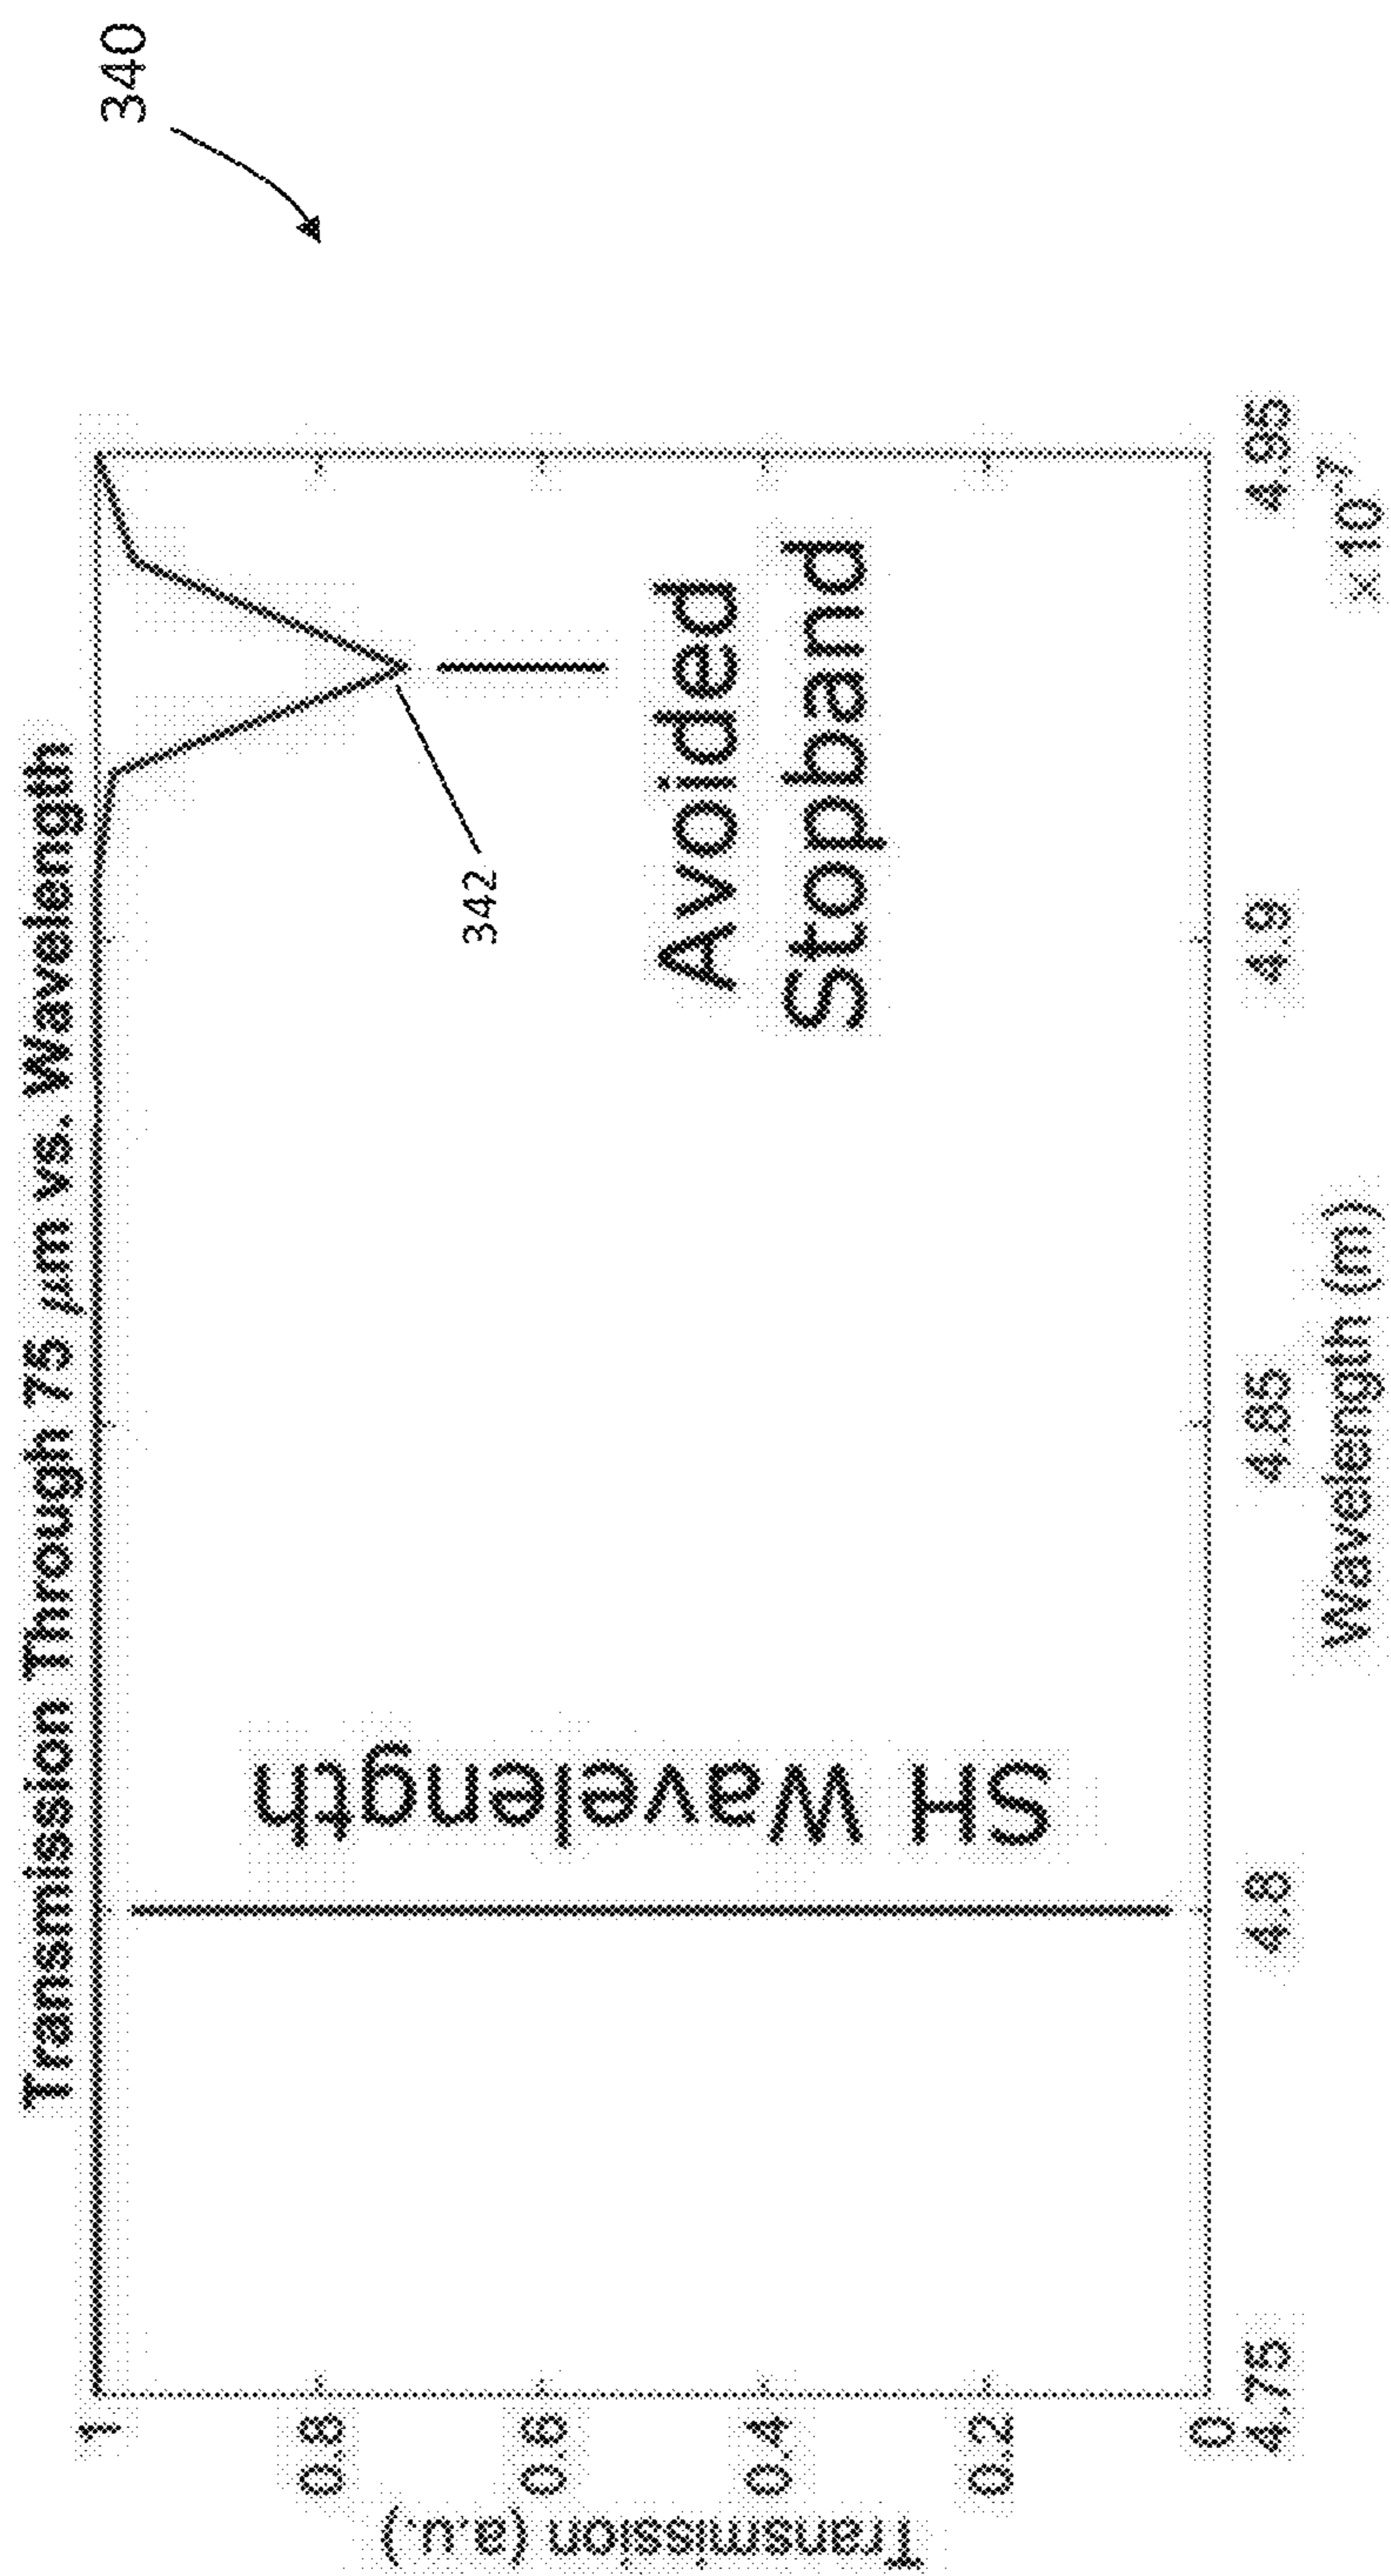 340
Transmission Through 75 μm vs. Wavelength
Transmission (a.u.)
1
0.8
0.6
0.4
0.2
0
SH Wavelength
342
Avoided
Stopband
4.75
4.8
4.85
4.9
4.95
x 10-7
Wavelength (m)